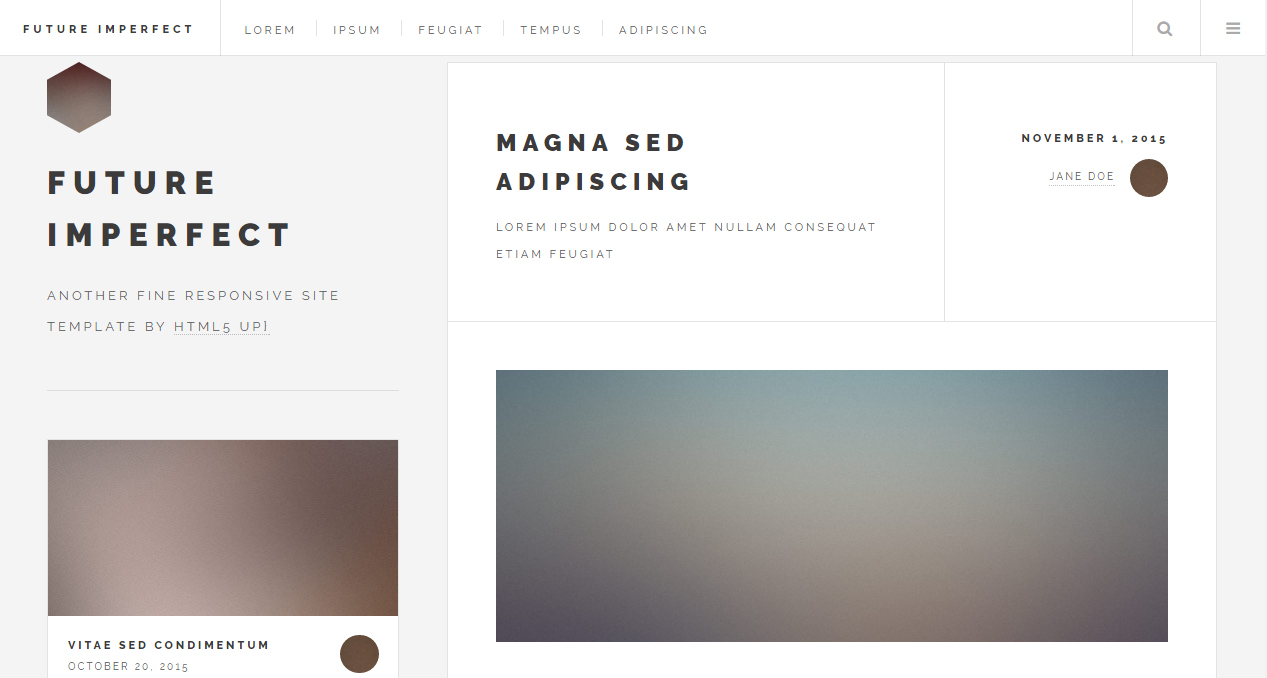 FUTURE IMPERFECT
LOREM
IPSUM
FEUGIAT
TEMPUS
ADIPISCING
FUTURE
IMPERFECT
ANOTHER FINE RESPONSIVE SITE
TEMPLATE BY HTML5 UP]
VITAE SED CONDIMENTUM
OCTOBER 20, 2015
MAGNA SED
ADIPISCING
LOREM IPSUM DOLOR AMET NULLAM CONSEQUAT
ETIAM FEUGIAT
NOVEMBER 1, 2015
JANE DOE